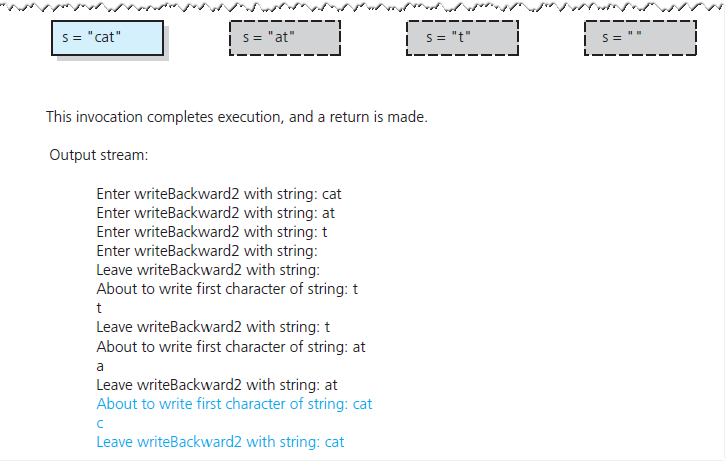 s = "cat"
s = "at"
s = "t"
s = " "
This invocation completes execution, and a return is made.
Output stream:
Enter writeBackward2 with string: cat
Enter writeBackward2 with string: at
Enter writeBackward2 with string: t
Enter writeBackward2 with string:
Leave writeBackward2 with string:
About to write first character of string: t
t
Leave writeBackward2 with string: t
About to write first character of string: at
a
Leave writeBackward2 with string: at
About to write first character of string: cat
c
Leave writeBackward2 with string: cat